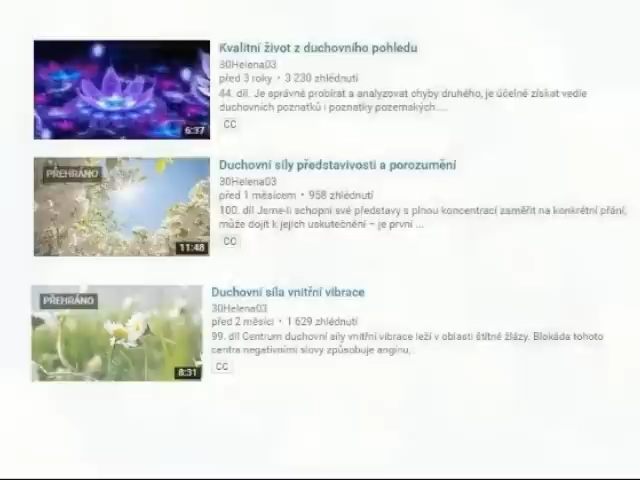 Kvalitní život z duchovního pohledu
30Helena03
před 3 roky • 3 230 zhlédnutí
44. díl. Je správné probírat a analyzovat chyby druhého, je účelné získat vedle
duchovních poznatků i poznatky pozemských ...
6:37
CC
Duchovní síly představivosti a porozumění
PŘEHRÁNO
30Helena03
před 1 měsícem • 958 zhlédnutí
100. díl Jsme-li schopni své představy s plnou koncentrací zaměřit na konkrétní přání,
může dojít k jejich uskutečnění – je první ...
11:48
CC
Duchovní síla vnitřní vibrace
PŘEHRÁNO
30Helena03
před 2 měsíci • 1 629 zhlédnutí
99. díl Centrum duchovní síly vnitřní vibrace leží v oblasti štítné žlázy. Blokáda tohoto
centra negativními slovy způsobuje angínu,
8:31
CC